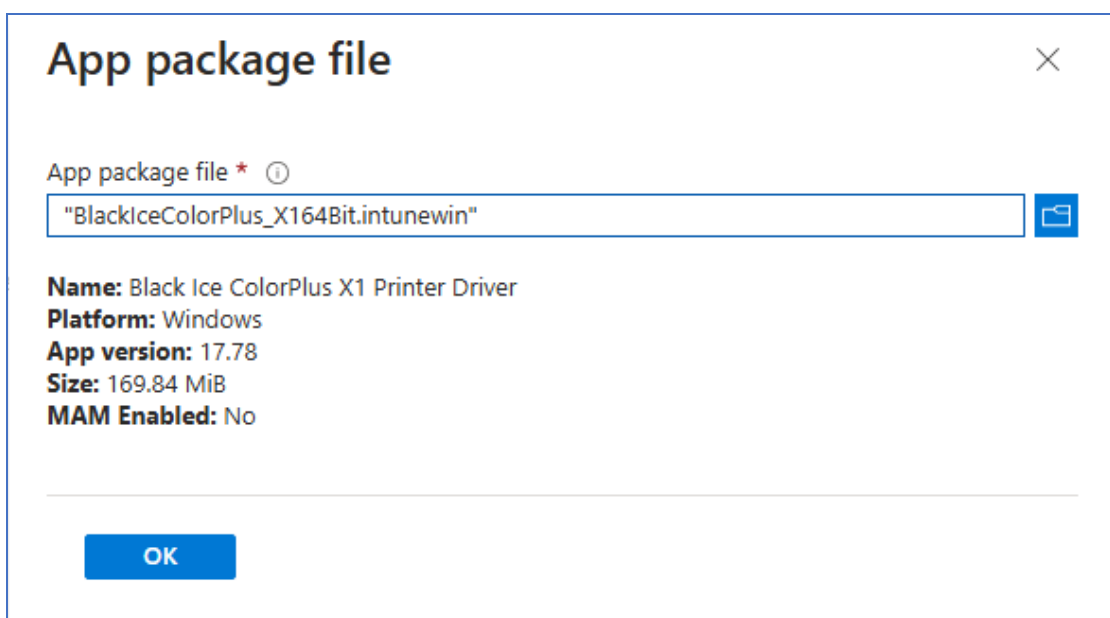 App package file
App package file *
"BlackIceColorPlus_X164Bit.intunewin"
Name: Black Ice ColorPlus X1 Printer Driver
Platform: Windows
App version: 17.78
Size: 169.84 MiB
MAM Enabled: No
OK